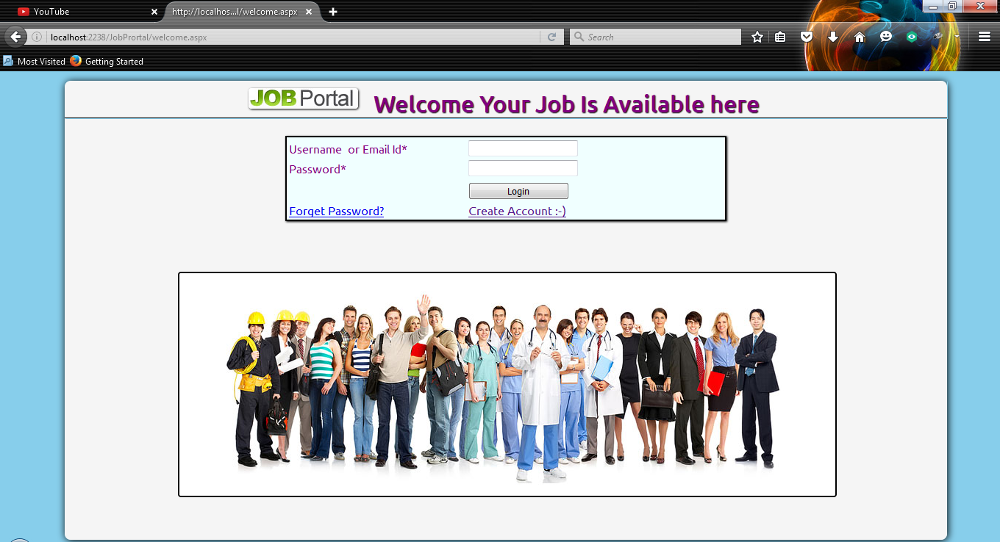 YouTube
http://localhos...l/welcome.aspx
localhost:2238/JobPrortal/welcome.aspx
Search
Most Visited
Getting Started
JOB Portal
Welcome Your Job Is Available here
Username or Email Id*
Password*
Login
Forget Password?
Create Account :-)